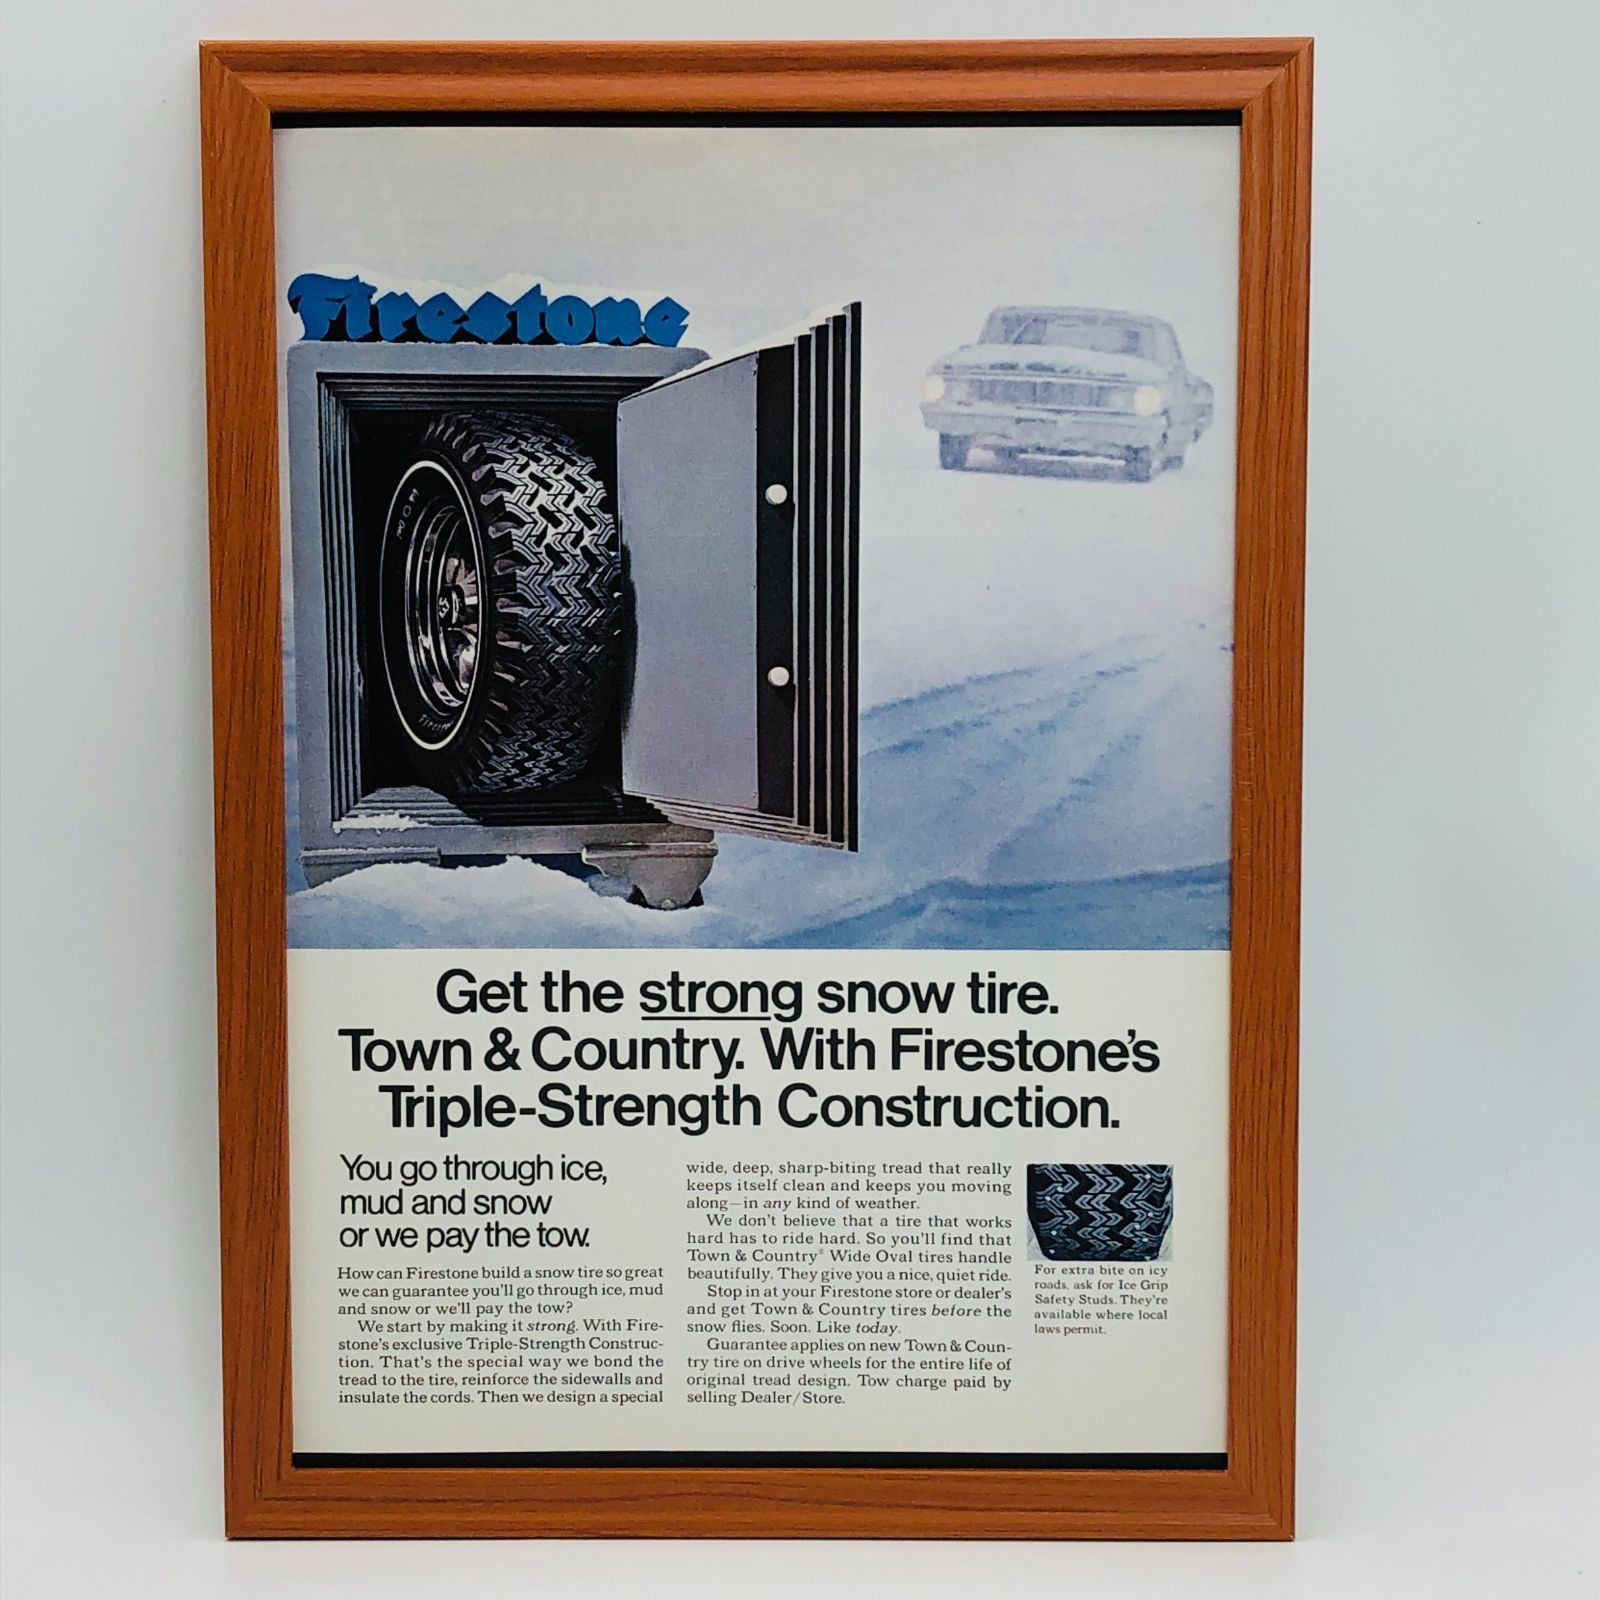 Firestone
Firestone
Get the strong snow tire.
Town & Country. With Firestone's
Triple-Strength Construction.
You go through ice,
mud and snow
or we pay the tow.
How can Firestone build a snow tire so great
we can guarantee you'll go through ice, mud
and snow or we'll pay the tow?
We start by making it strong. With Fire-
stone's exclusive Triple-Strength Construc-
tion. That's the special way we bond the
tread to the tire, reinforce the sidewalls and
insulate the cords. Then we design a special
wide, deep, sharp-biting tread that really
keeps itself clean and keeps you moving
along—in any kind of weather.
We don't believe that a tire that works
hard has to ride hard. So you'll find that
Town & Country® Wide Oval tires handle
beautifully. They give you a nice, quiet ride.
Stop in at your Firestone store or dealer's
and get Town & Country tires before the
snow flies. Soon. Like today.
Guarantee applies on new Town & Coun-
try tire on drive wheels for the entire life of
original tread design. Tow charge paid by
selling Dealer/Store.
For extra bite on icy
roads, ask for Ice Grip
Safety Studs. They're
available where local
laws permit.